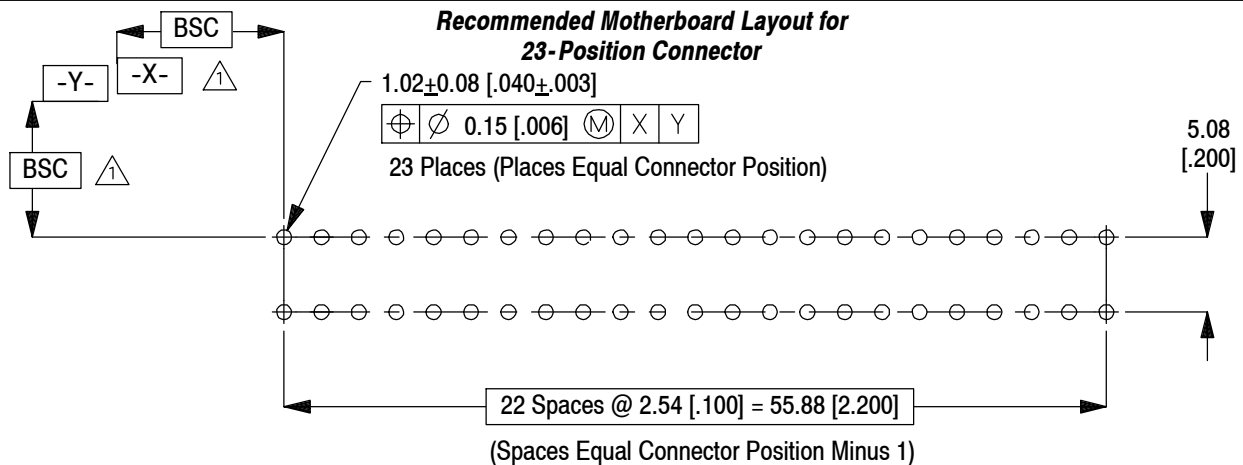 BSC
Recommended Motherboard Layout for
23-Position Connector
-Y-
-X-
1
1.02±0.08 [.040±.003]
⌖ ⌀ 0.15 [.006] Ⓜ X Y
23 Places (Places Equal Connector Position)
5.08
[.200]
BSC
1
22 Spaces @ 2.54 [.100] = 55.88 [2.200]
(Spaces Equal Connector Position Minus 1)